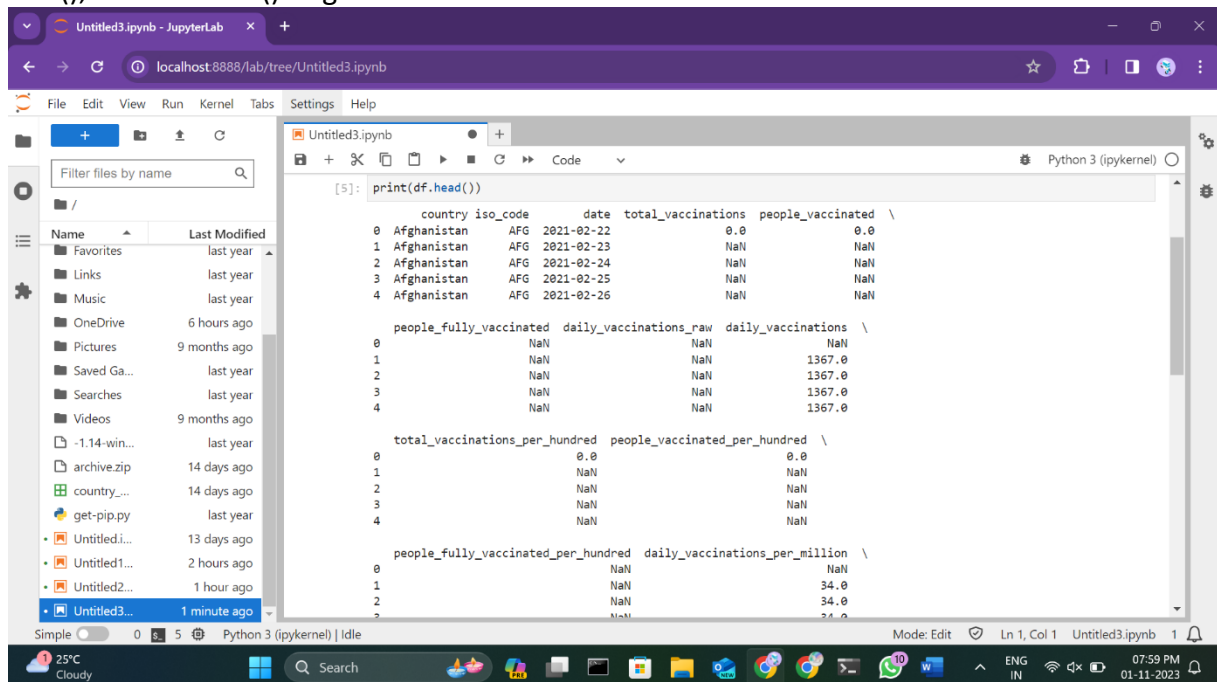 Untitled3.ipynb - JupyterLab
localhost:8888/lab/tree/Untitled3.ipynb
File Edit View Run Kernel Tabs Settings Help
Untitled3.ipynb
Code
Python 3 (ipykernel)
Filter files by name
/
Name Last Modified
Favorites last year
Links last year
Music last year
OneDrive 6 hours ago
Pictures 9 months ago
Saved Ga... last year
Searches last year
Videos 9 months ago
-1.14-win... last year
archive.zip 14 days ago
country_... 14 days ago
get-pip.py last year
Untitled.i... 13 days ago
Untitled1... 2 hours ago
Untitled2... 1 hour ago
Untitled3... 1 minute ago
[5]: print(df.head())
country iso_code date total_vaccinations people_vaccinated \
0 Afghanistan AFG 2021-02-22 0.0 0.0
1 Afghanistan AFG 2021-02-23 NaN NaN
2 Afghanistan AFG 2021-02-24 NaN NaN
3 Afghanistan AFG 2021-02-25 NaN NaN
4 Afghanistan AFG 2021-02-26 NaN NaN
people_fully_vaccinated daily_vaccinations_raw daily_vaccinations \
0 NaN NaN NaN
1 NaN NaN 1367.0
2 NaN NaN 1367.0
3 NaN NaN 1367.0
4 NaN NaN 1367.0
total_vaccinations_per_hundred people_vaccinated_per_hundred \
0 0.0 0.0
1 NaN NaN
2 NaN NaN
3 NaN NaN
4 NaN NaN
people_fully_vaccinated_per_hundred daily_vaccinations_per_million \
0 NaN NaN
1 NaN 34.0
2 NaN 34.0
Simple 0 5 Python 3 (ipykernel) | Idle Mode: Edit Ln 1, Col 1 Untitled3.ipynb 1
1 25°C
Cloudy
Search
PRE
NEW
10
ENG
IN
07:59 PM
01-11-2023